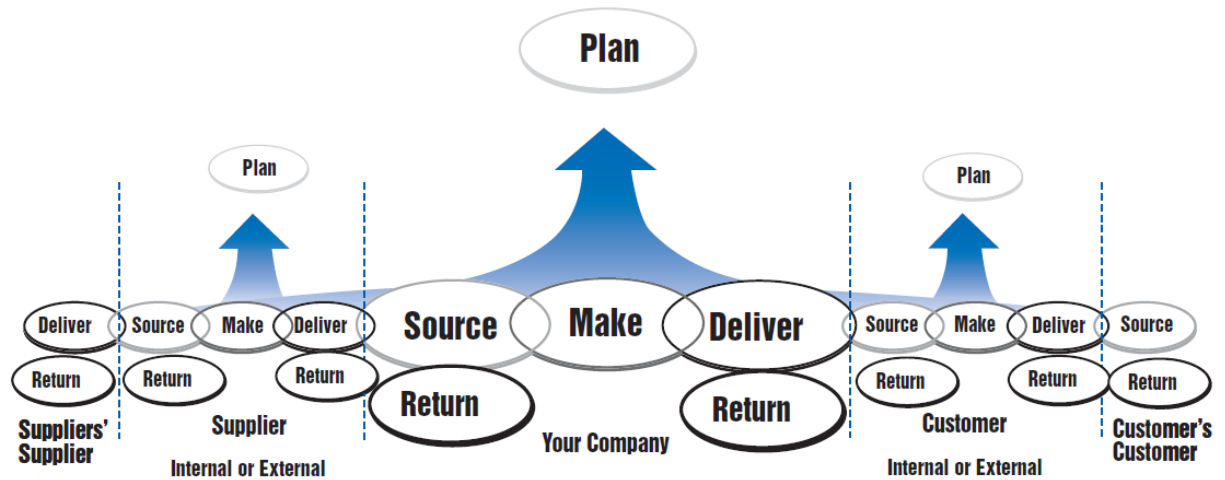 Plan
Plan
Plan
Deliver
Source
Make
Deliver
Source
Make
Deliver
Source
Make
Deliver
Source
Return
Return
Return
Return
Return
Return
Return
Return
Suppliers'
Supplier
Supplier
Internal or External
Your Company
Customer
Internal or External
Customer's
Customer